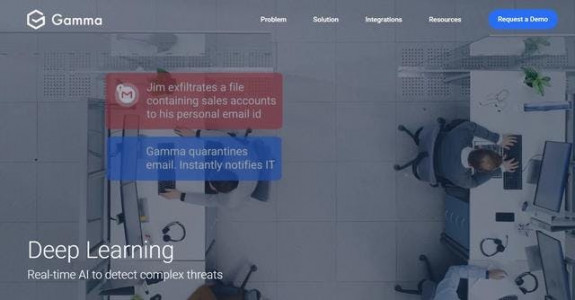 Gamma
Problem Solution Integrations Resources Request a Demo
Jim exfiltrates a file
containing sales accounts
to his personal email id
Gamma quarantines
email. Instantly notifies IT
Deep Learning
Real-time AI to detect complex threats